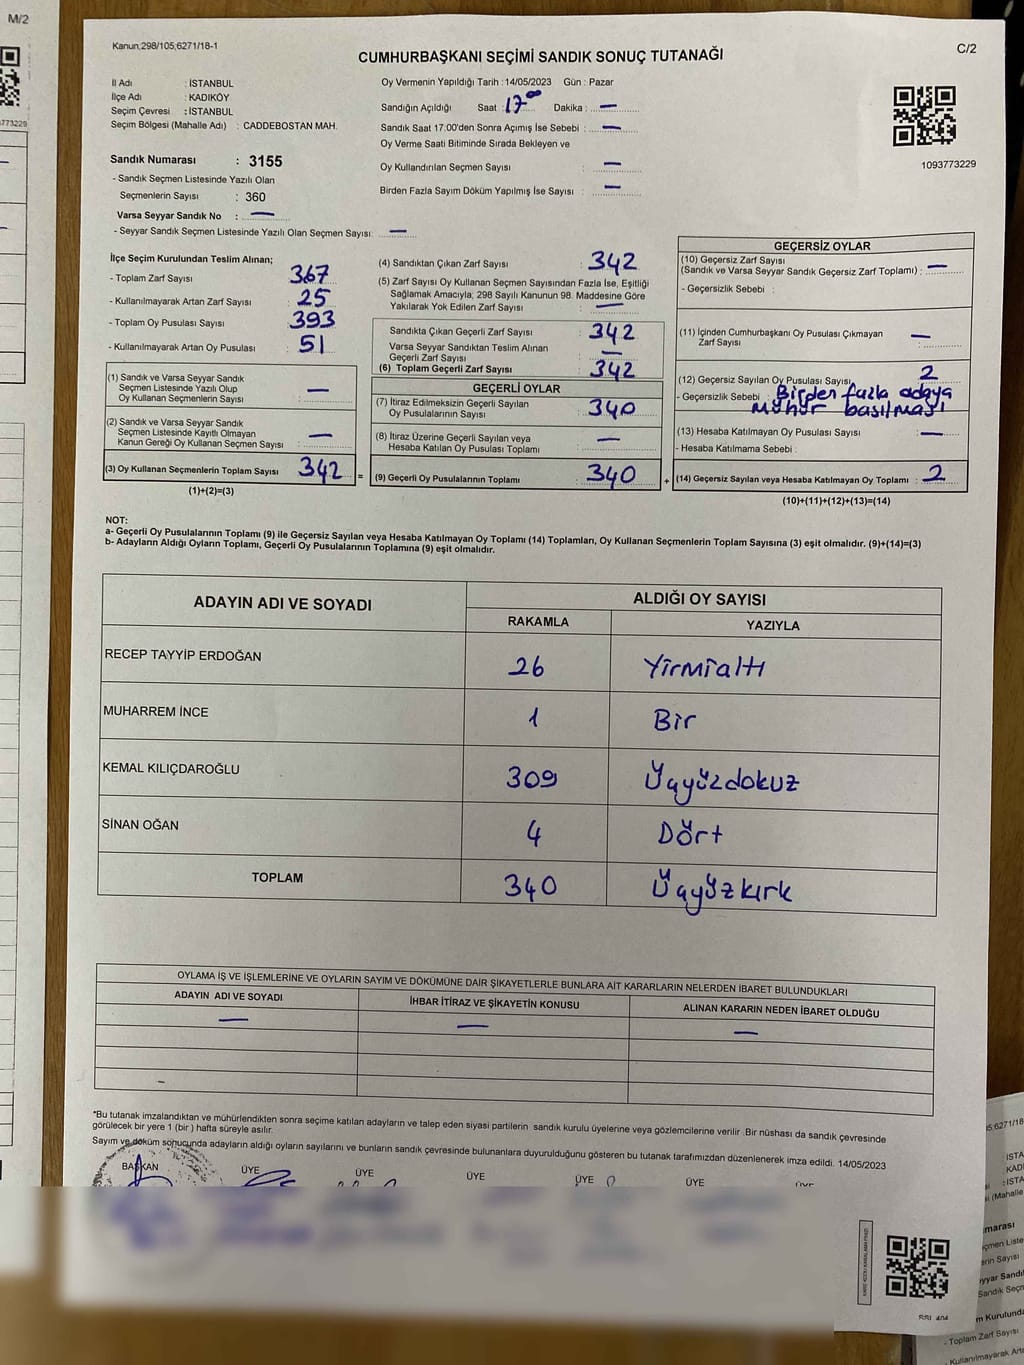 M/2
773229
Kanun;298/105;6271/18-1
C/2
CUMHURBAŞKANI SEÇİMİ SANDIK SONUÇ TUTANAĞI
İl Adı : İSTANBUL
İlçe Adı : KADIKÖY
Seçim Çevresi : İSTANBUL
Seçim Bölgesi (Mahalle Adı) : CADDEBOSTAN MAH.
Oy Vermenin Yapıldığı Tarih : 14/05/2023 Gün : Pazar
Sandığın Açıldığı Saat : 17⁰⁰ Dakika : —
Sandık Saat 17:00'den Sonra Açımış İse Sebebi : —
Oy Verme Saati Bitiminde Sırada Bekleyen ve
Oy Kullandırılan Seçmen Sayısı : —
Birden Fazla Sayım Döküm Yapılmış İse Sayısı : —
1093773229
Sandık Numarası : 3155
- Sandık Seçmen Listesinde Yazılı Olan
Seçmenlerin Sayısı : 360
Varsa Seyyar Sandık No : —
- Seyyar Sandık Seçmen Listesinde Yazılı Olan Seçmen Sayısı: —
İlçe Seçim Kurulundan Teslim Alınan;
- Toplam Zarf Sayısı : 367
- Kullanılmayarak Artan Zarf Sayısı : 25
- Toplam Oy Pusulası Sayısı : 393
- Kullanılmayarak Artan Oy Pusulası : 51
(1) Sandık ve Varsa Seyyar Sandık
Seçmen Listesinde Yazılı Olup
Oy Kullanan Seçmenlerin Sayısı : —
(2) Sandık ve Varsa Seyyar Sandık
Seçmen Listesinde Kayıtlı Olmayan
Kanun Gereği Oy Kullanan Seçmen Sayısı : —
(3) Oy Kullanan Seçmenlerin Toplam Sayısı 342 =
(1)+(2)=(3)
(4) Sandıktan Çıkan Zarf Sayısı : 342
(5) Zarf Sayısı Oy Kullanan Seçmen Sayısından Fazla İse, Eşitliği
Sağlamak Amacıyla; 298 Sayılı Kanunun 98. Maddesine Göre
Yakılarak Yok Edilen Zarf Sayısı : —
Sandıkta Çıkan Geçerli Zarf Sayısı : 342
Varsa Seyyar Sandıktan Teslim Alınan
Geçerli Zarf Sayısı : —
(6) Toplam Geçerli Zarf Sayısı : 342
GEÇERLİ OYLAR
(7) İtiraz Edilmeksizin Geçerli Sayılan
Oy Pusulalarının Sayısı : 340
(8) İtiraz Üzerine Geçerli Sayılan veya
Hesaba Katılan Oy Pusulası Toplamı : —
(9) Geçerli Oy Pusulalarının Toplamı : 340 +
GEÇERSİZ OYLAR
(10) Geçersiz Zarf Sayısı
(Sandık ve Varsa Seyyar Sandık Geçersiz Zarf Toplamı) : —
- Geçersizlik Sebebi :
(11) İçinden Cumhurbaşkanı Oy Pusulası Çıkmayan
Zarf Sayısı : —
(12) Geçersiz Sayılan Oy Pusulası Sayısı : 2
- Geçersizlik Sebebi : Birden fazla adaya
mühür basılması
(13) Hesaba Katılmayan Oy Pusulası Sayısı : —
- Hesaba Katılmama Sebebi :
(14) Geçersiz Sayılan veya Hesaba Katılmayan Oy Toplamı : 2
(10)+(11)+(12)+(13)=(14)
NOT:
a- Geçerli Oy Pusulalarının Toplamı (9) ile Geçersiz Sayılan veya Hesaba Katılmayan Oy Toplamı (14) Toplamları, Oy Kullanan Seçmenlerin Toplam Sayısına (3) eşit olmalıdır. (9)+(14)=(3)
b- Adayların Aldığı Oyların Toplamı, Geçerli Oy Pusulalarının Toplamına (9) eşit olmalıdır.
ADAYIN ADI VE SOYADI ALDIĞI OY SAYISI
RAKAMLA YAZIYLA
RECEP TAYYİP ERDOĞAN 26 Yirmialtı
MUHARREM İNCE 1 Bir
KEMAL KILIÇDAROĞLU 309 Üçyüzdokuz
SİNAN OĞAN 4 Dört
TOPLAM 340 Üçyüzkırk
OYLAMA İŞ VE İŞLEMLERİNE VE OYLARIN SAYIM VE DÖKÜMÜNE DAİR ŞİKAYETLERLE BUNLARA AİT KARARLARIN NELERDEN İBARET BULUNDUKLARI
ADAYIN ADI VE SOYADI İHBAR İTİRAZ VE ŞİKAYETİN KONUSU ALINAN KARARIN NEDEN İBARET OLDUĞU
— — —
*Bu tutanak imzalandıktan ve mühürlendikten sonra seçime katılan adayların ve talep eden siyasi partilerin sandık kurulu üyelerine veya gözlemcilerine verilir .Bir nüshası da sandık çevresinde
görülecek bir yere 1 (bir ) hafta süreyle asılır.
Sayım ve döküm sonucunda adayların aldığı oyların sayılarını ve bunların sandık çevresinde bulunanlara duyurulduğunu gösteren bu tutanak tarafımızdan düzenlenerek imza edildi. 14/05/2023
BAŞKAN ÜYE ÜYE ÜYE ÜYE ÜYE
- Toplam Zarf Sayısı